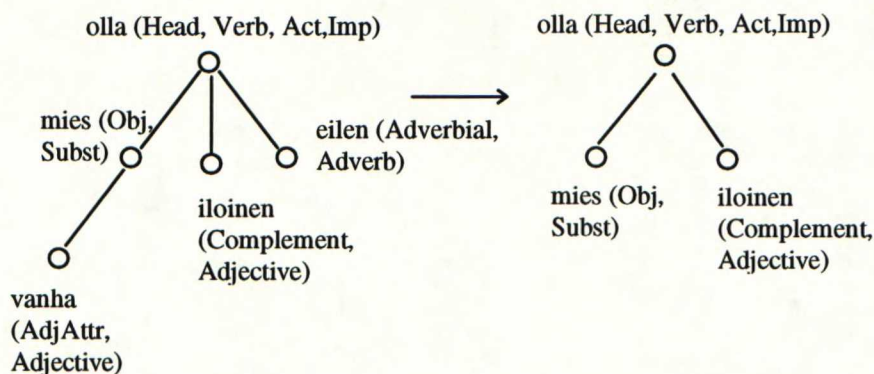 olla (Head, Verb, Act,Imp)
mies (Obj,
Subst)
eilen (Adverbial,
Adverb)
iloinen
(Complement,
Adjective)
vanha
(AdjAttr,
Adjective)
olla (Head, Verb, Act,Imp)
mies (Obj,
Subst)
iloinen
(Complement,
Adjective)